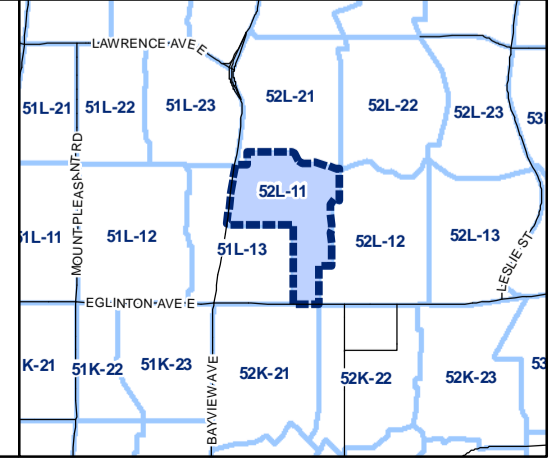 LAWRENCE AVE E
51L-21
51L-22
51L-23
52L-21
52L-22
52L-23
53
MOUNT PLEASANT RD
52L-11
51L-11
51L-12
51L-13
52L-12
52L-13
LESLIE ST
EGLINTON AVE E
K-21
51K-22
51K-23
BAYVIEW AVE
52K-21
52K-22
52K-23
53